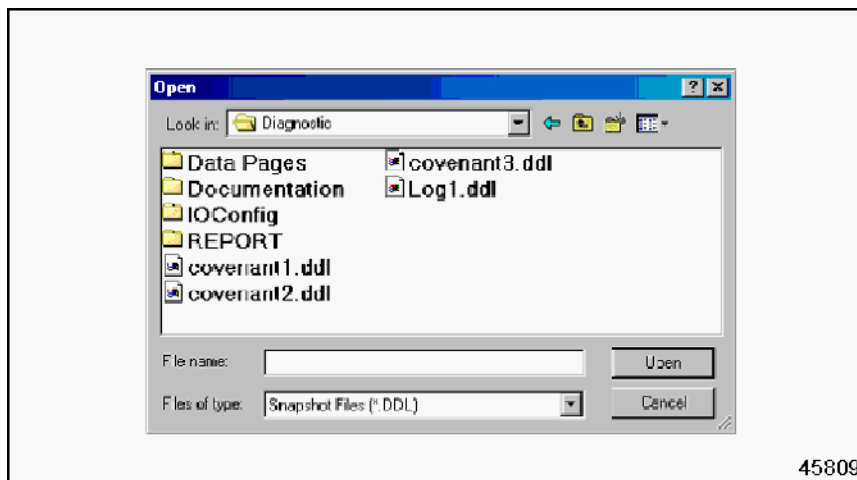 Open
Look in: Diagnostic
Data Pages
Documentation
IOConfig
REPORT
covenant1.ddl
covenant2.ddl
covenant3.ddl
Log1.ddl
File name:
Open
Files of type: Snapshot Files (*.DDL)
Cancel
45809